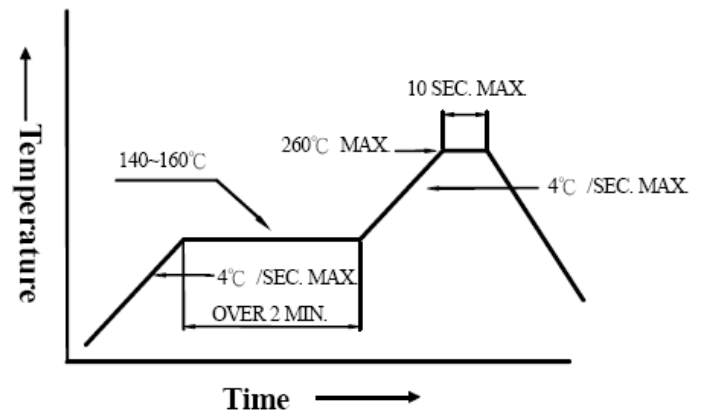 10 SEC. MAX.
260℃ MAX.
140~160℃
4℃ /SEC. MAX.
4℃ /SEC. MAX.
OVER 2 MIN.
Temperature
Time